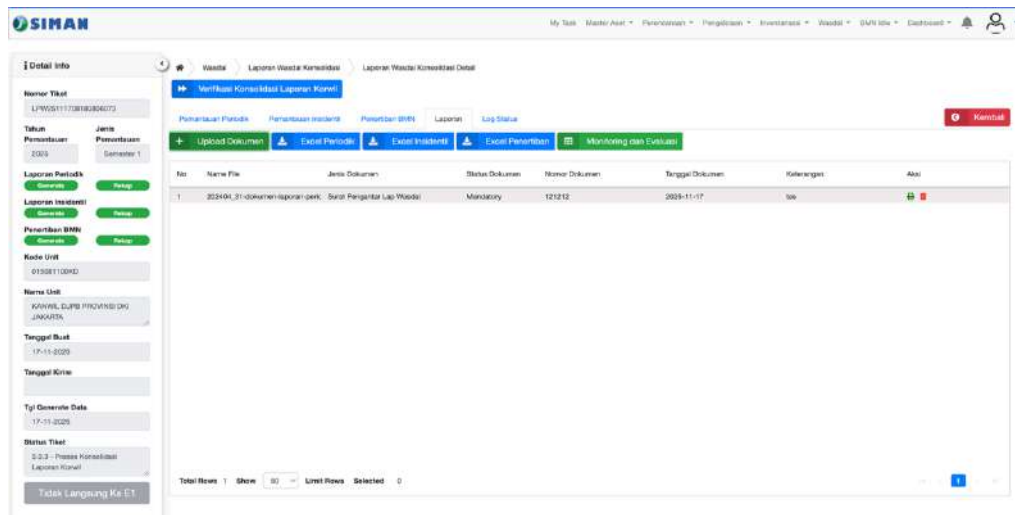 SIMAN
My Task Master Aset Perencanaan Pengelolaan Inventarisasi Wasdal BMN Idle Dashboard
Detail Info
Wasdal Laporan Wasdal Konsolidasi Laporan Wasdal Konsolidasi Detail
Verifikasi Konsolidasi Laporan Korwil
Nomor Tiket
Pemantauan Periodik Pemantauan Insidentil Penertiban BMN Laporan Log Status
Kembali
Tahun Pemantauan
Jenis Pemantauan
2025
Semester 1
Upload Dokumen Excel Periodik Excel Insidentil Excel Penertiban Monitoring dan Evaluasi
Laporan Periodik
Generate Rekap
Laporan Insidentil
Generate Rekap
Penertiban BMN
Generate Rekap
No Nama File Jenis Dokumen Status Dokumen Nomor Dokumen Tanggal Dokumen Keterangan Aksi
1 Surat Pengantar Lap Wasdal Mandatory 121212 2025-11-17 tes
Kode Unit
Nama Unit
KANWIL DJPB PROVINSI DKI
JAKARTA
Tanggal Buat
17-11-2025
Tanggal Kirim
Tgl Generate Data
17-11-2025
Status Tiket
Proses Konsolidasi
Laporan Korwil
Tidak Langsung Ke E1
Total Rows 1 Show Limit Rows Selected 0
1